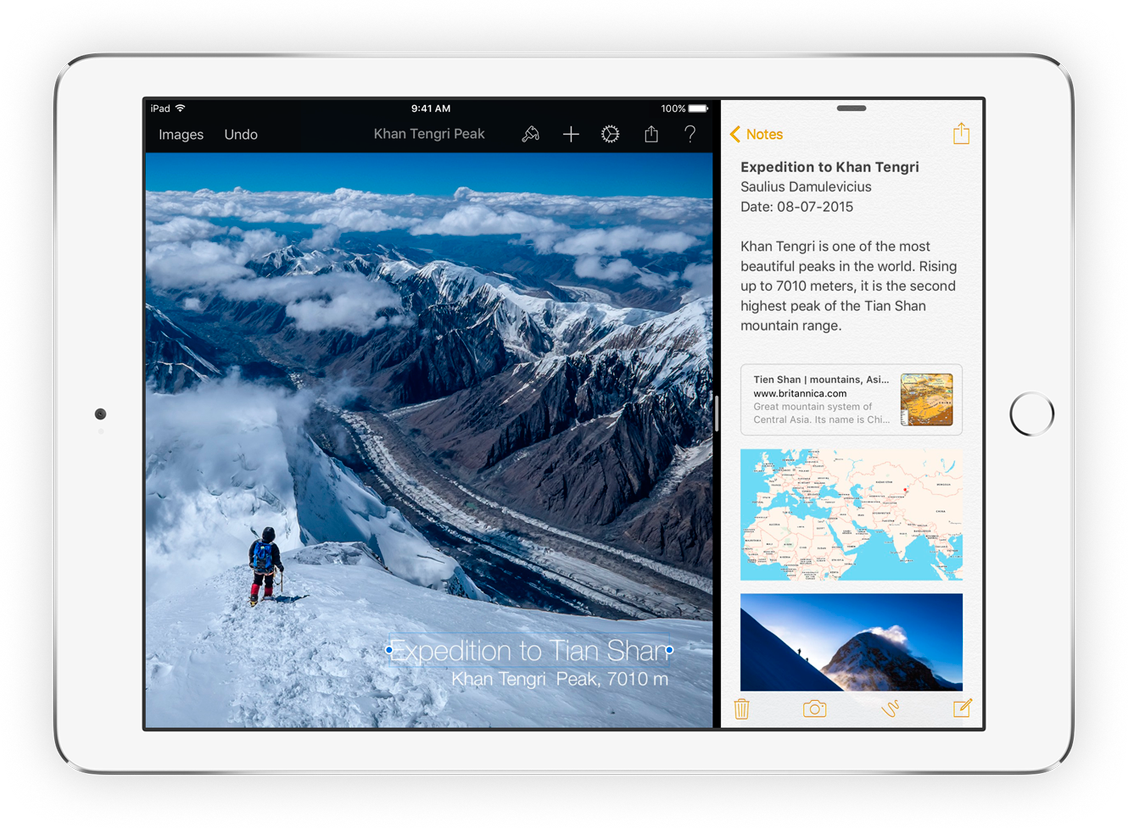 iPad
9:41 AM
100%
Images
Undo
Khan Tengri Peak
?
Expedition to Tian Shan
Khan Tengri Peak, 7010 m
Notes
Expedition to Khan Tengri
Saulius Damulevicius
Date: 08-07-2015
Khan Tengri is one of the most
beautiful peaks in the world. Rising
up to 7010 meters, it is the second
highest peak of the Tian Shan
mountain range.
Tien Shan | mountains, Asi...
www.britannica.com
Great mountain system of
Central Asia. Its name is Chi...